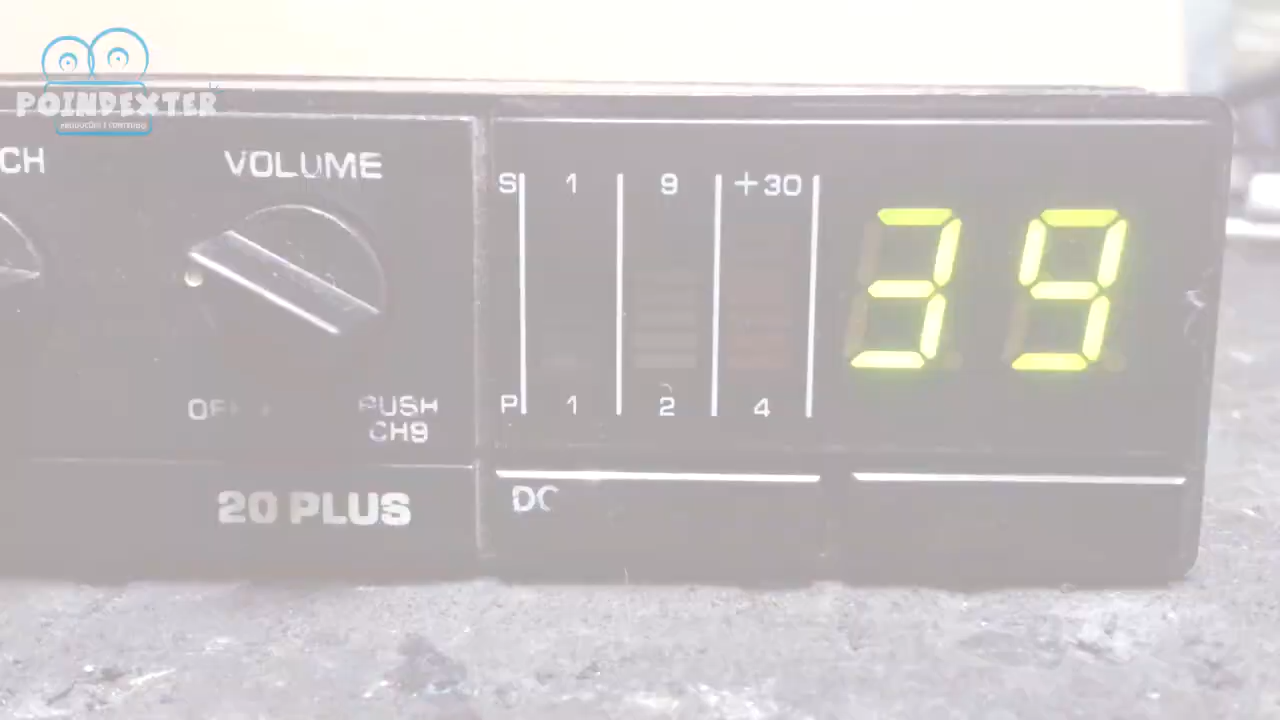 POINDEXTER
CH
VOLUME
S 1 9 +30
39
P 1 2 4
PUSH
CH9
20 PLUS
DC